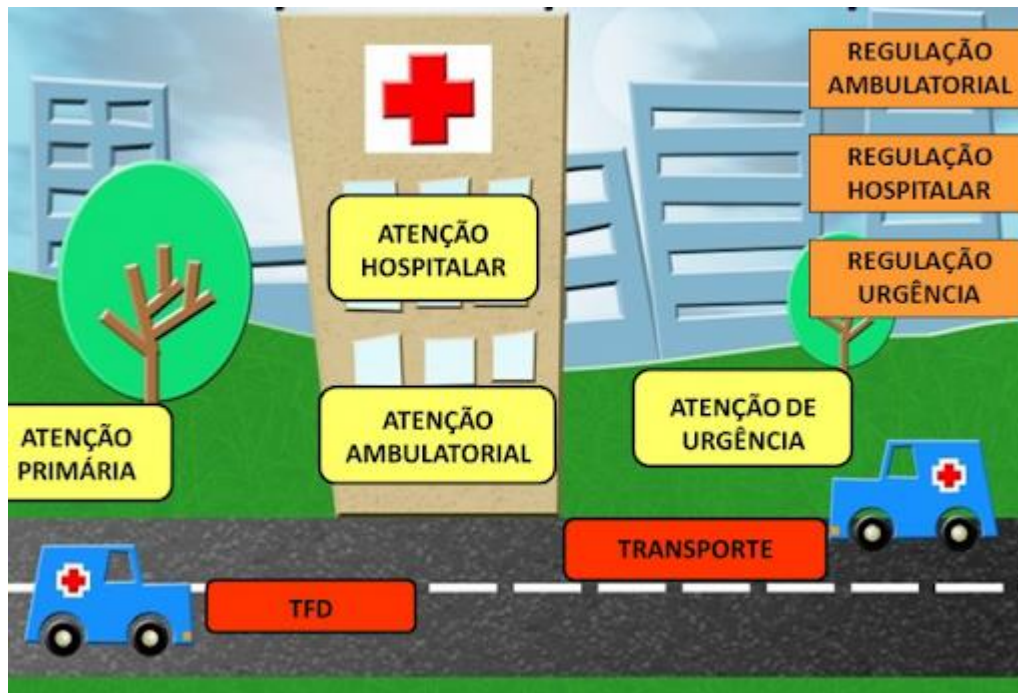 REGULAÇÃO
AMBULATORIAL
REGULAÇÃO
HOSPITALAR
REGULAÇÃO
URGÊNCIA
ATENÇÃO
HOSPITALAR
ATENÇÃO
PRIMÁRIA
ATENÇÃO
AMBULATORIAL
ATENÇÃO DE
URGÊNCIA
TRANSPORTE
TFD